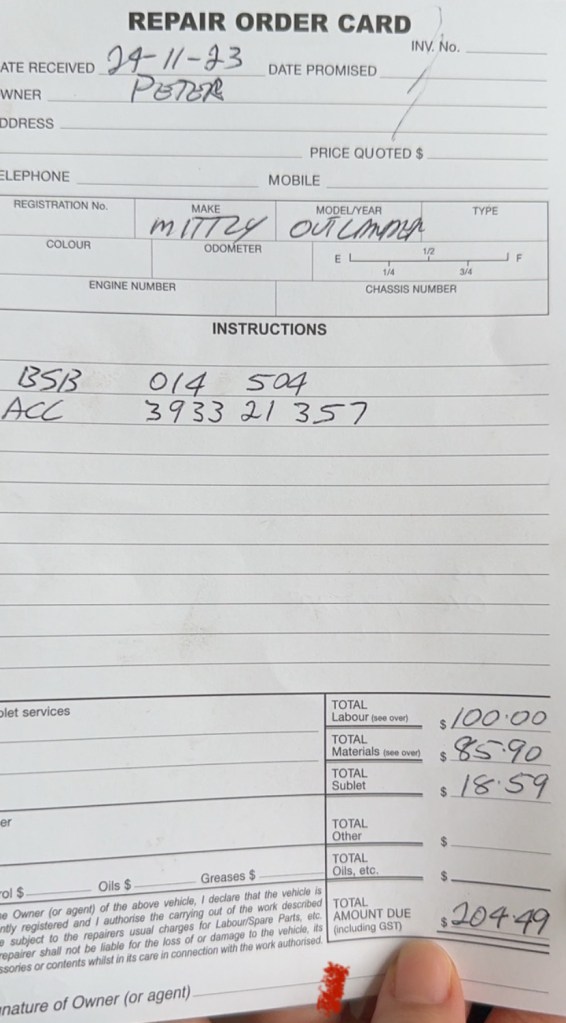 REPAIR ORDER CARD
INV. No.
ATE RECEIVED 24-11-23 DATE PROMISED
WNER PETER
DDRESS
PRICE QUOTED $
ELEPHONE MOBILE
REGISTRATION No. MAKE MODEL/YEAR TYPE
MITTZY OUTLANDER
COLOUR ODOMETER E 1/4 1/2 3/4 F
ENGINE NUMBER CHASSIS NUMBER
INSTRUCTIONS
BSB 014 504
ACC 3933 21 357
blet services TOTAL
Labour (see over) $ 100.00
TOTAL
Materials (see over) $ 85.90
TOTAL
Sublet $ 18.59
er TOTAL
Other $
TOTAL
Oils, etc. $
rol $ Oils $ Greases $
e Owner (or agent) of the above vehicle, I declare that the vehicle is
ntly registered and I authorise the carrying out of the work described
e subject to the repairers usual charges for Labour/Spare Parts, etc.
repairer shall not be liable for the loss of or damage to the vehicle, its
ssories or contents whilst in its care in connection with the work authorised.
TOTAL
AMOUNT DUE
(including GST) $ 204.49
nature of Owner (or agent)